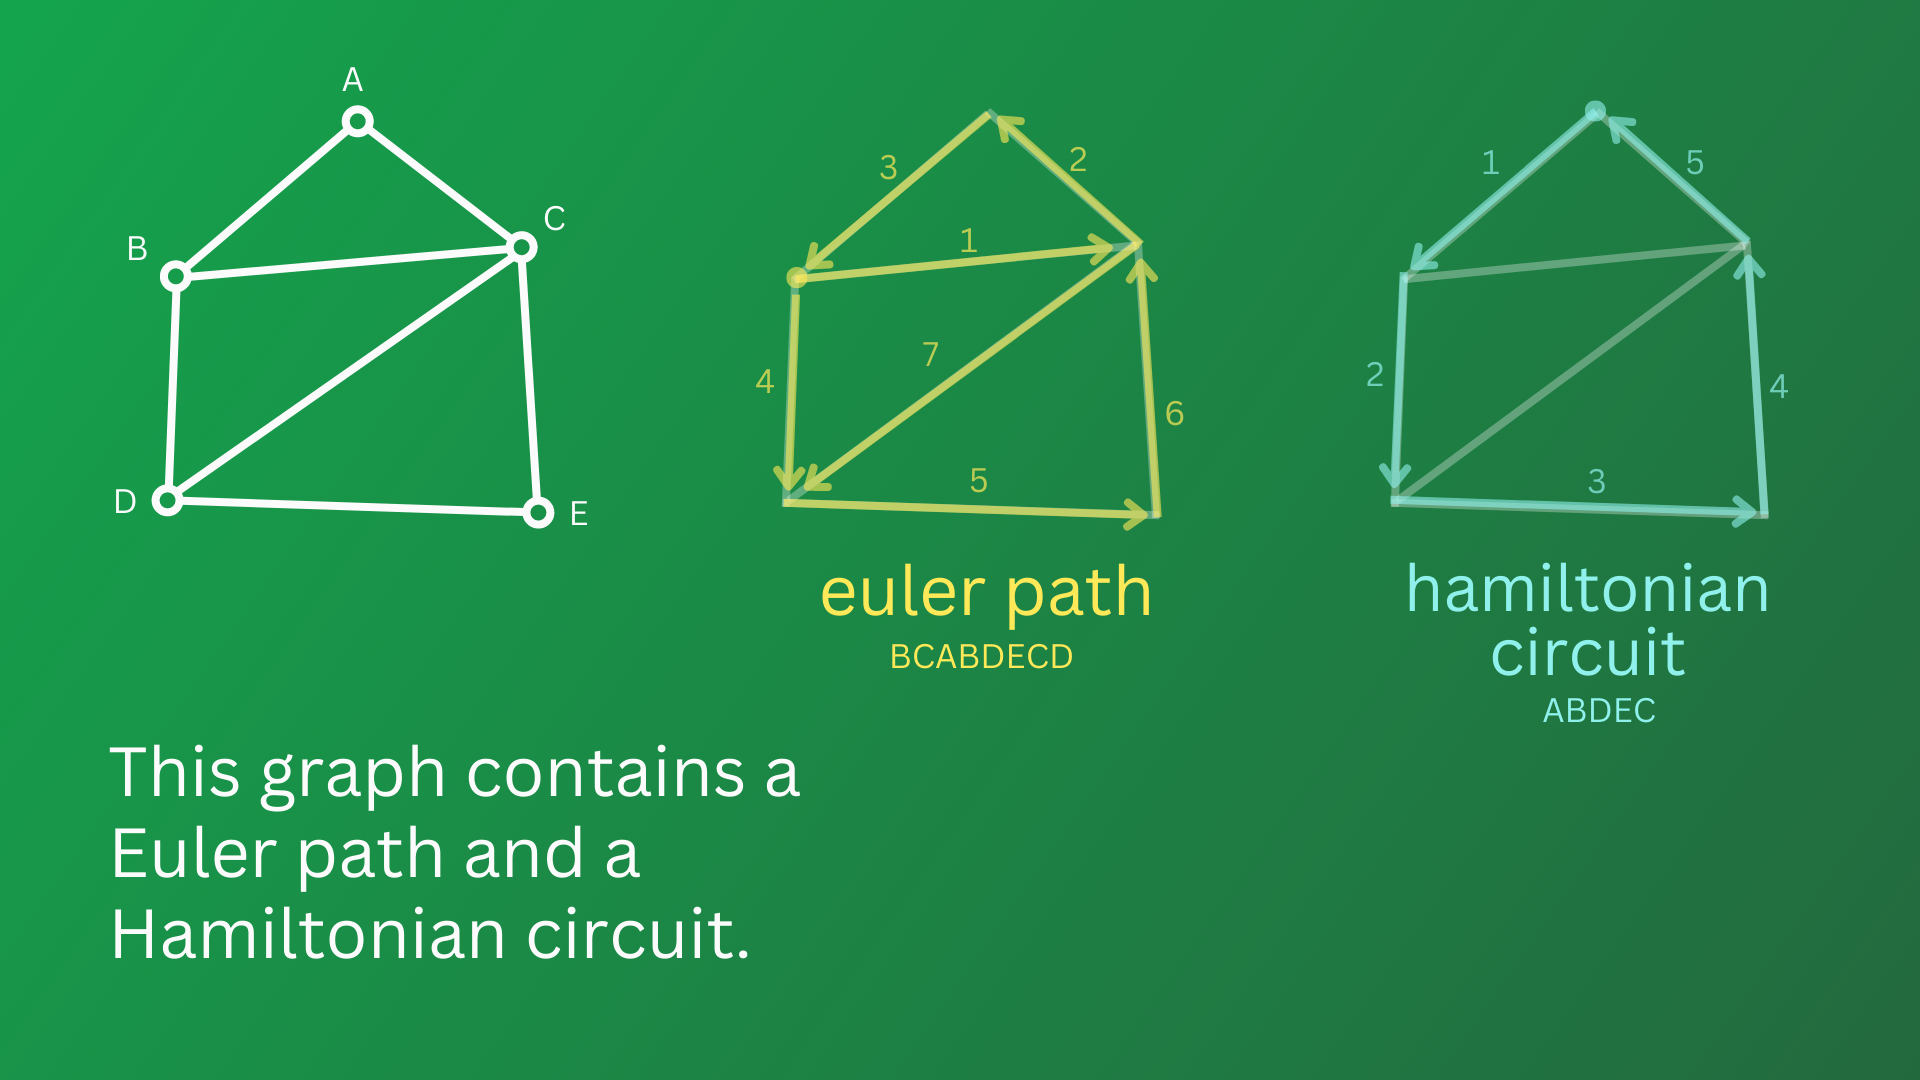 A
B
C
D
E
3
2
1
7
4
6
5
euler path
BCABDECD
1
5
2
4
3
hamiltonian
circuit
ABDEC
This graph contains a
Euler path and a
Hamiltonian circuit.